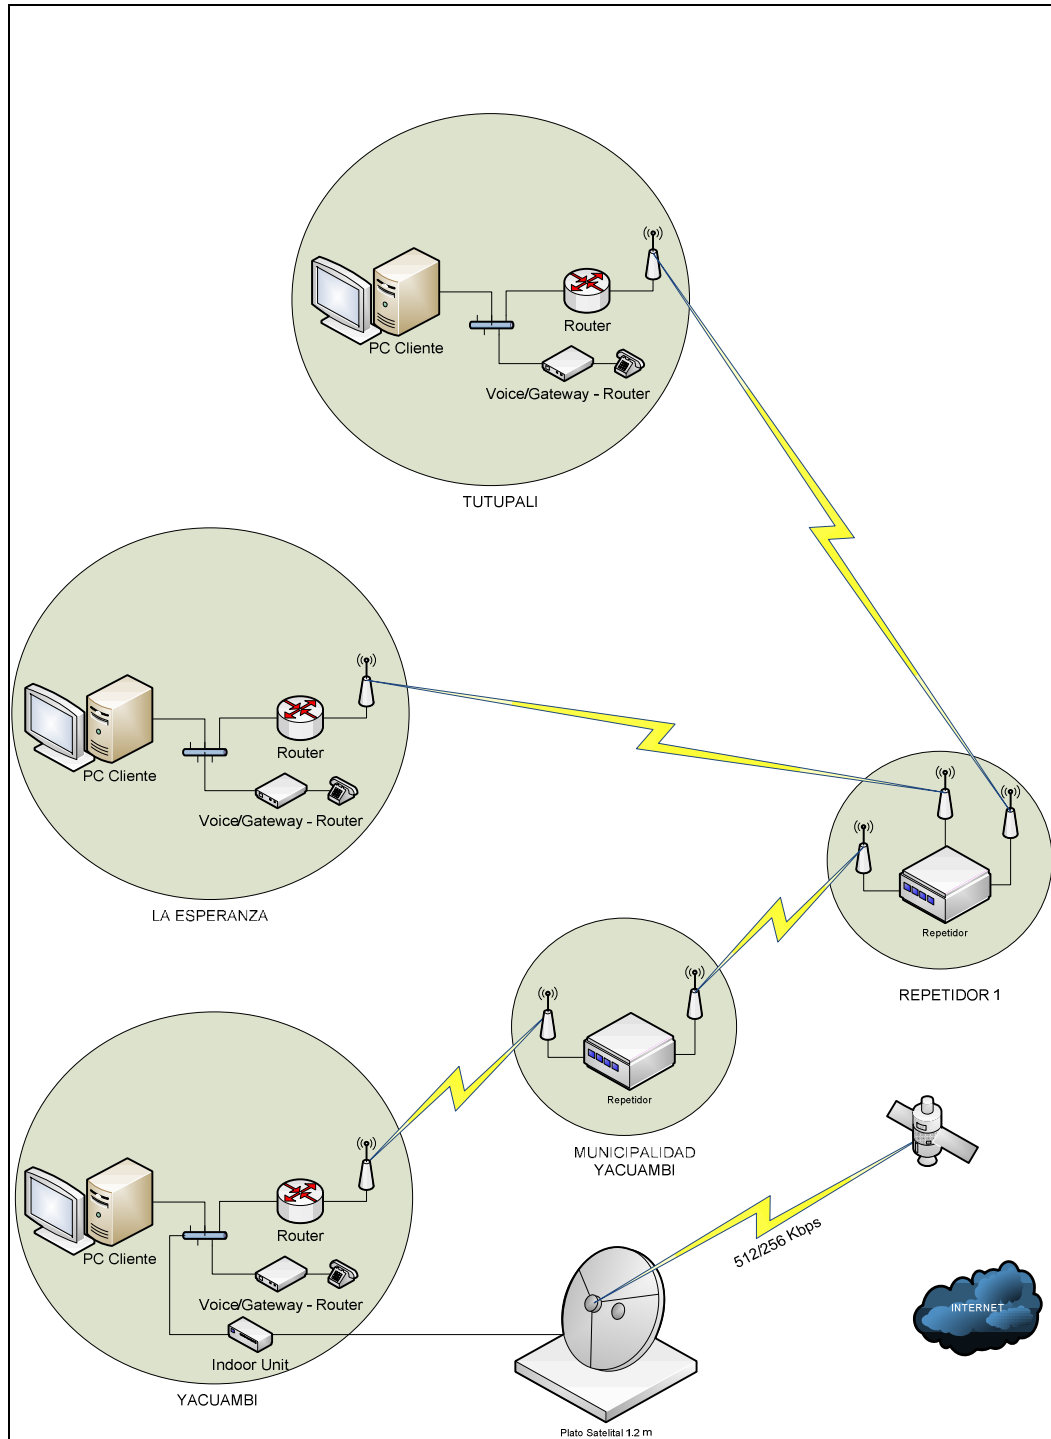 PC Cliente
Router
Voice/Gateway - Router
TUTUPALI
PC Cliente
Router
Voice/Gateway - Router
LA ESPERANZA
Repetidor
REPETIDOR 1
Repetidor
MUNICIPALIDAD
YACUAMBI
PC Cliente
Router
Voice/Gateway - Router
Indoor Unit
YACUAMBI
512/256 Kbps
INTERNET
Plato Satelital 1.2 m